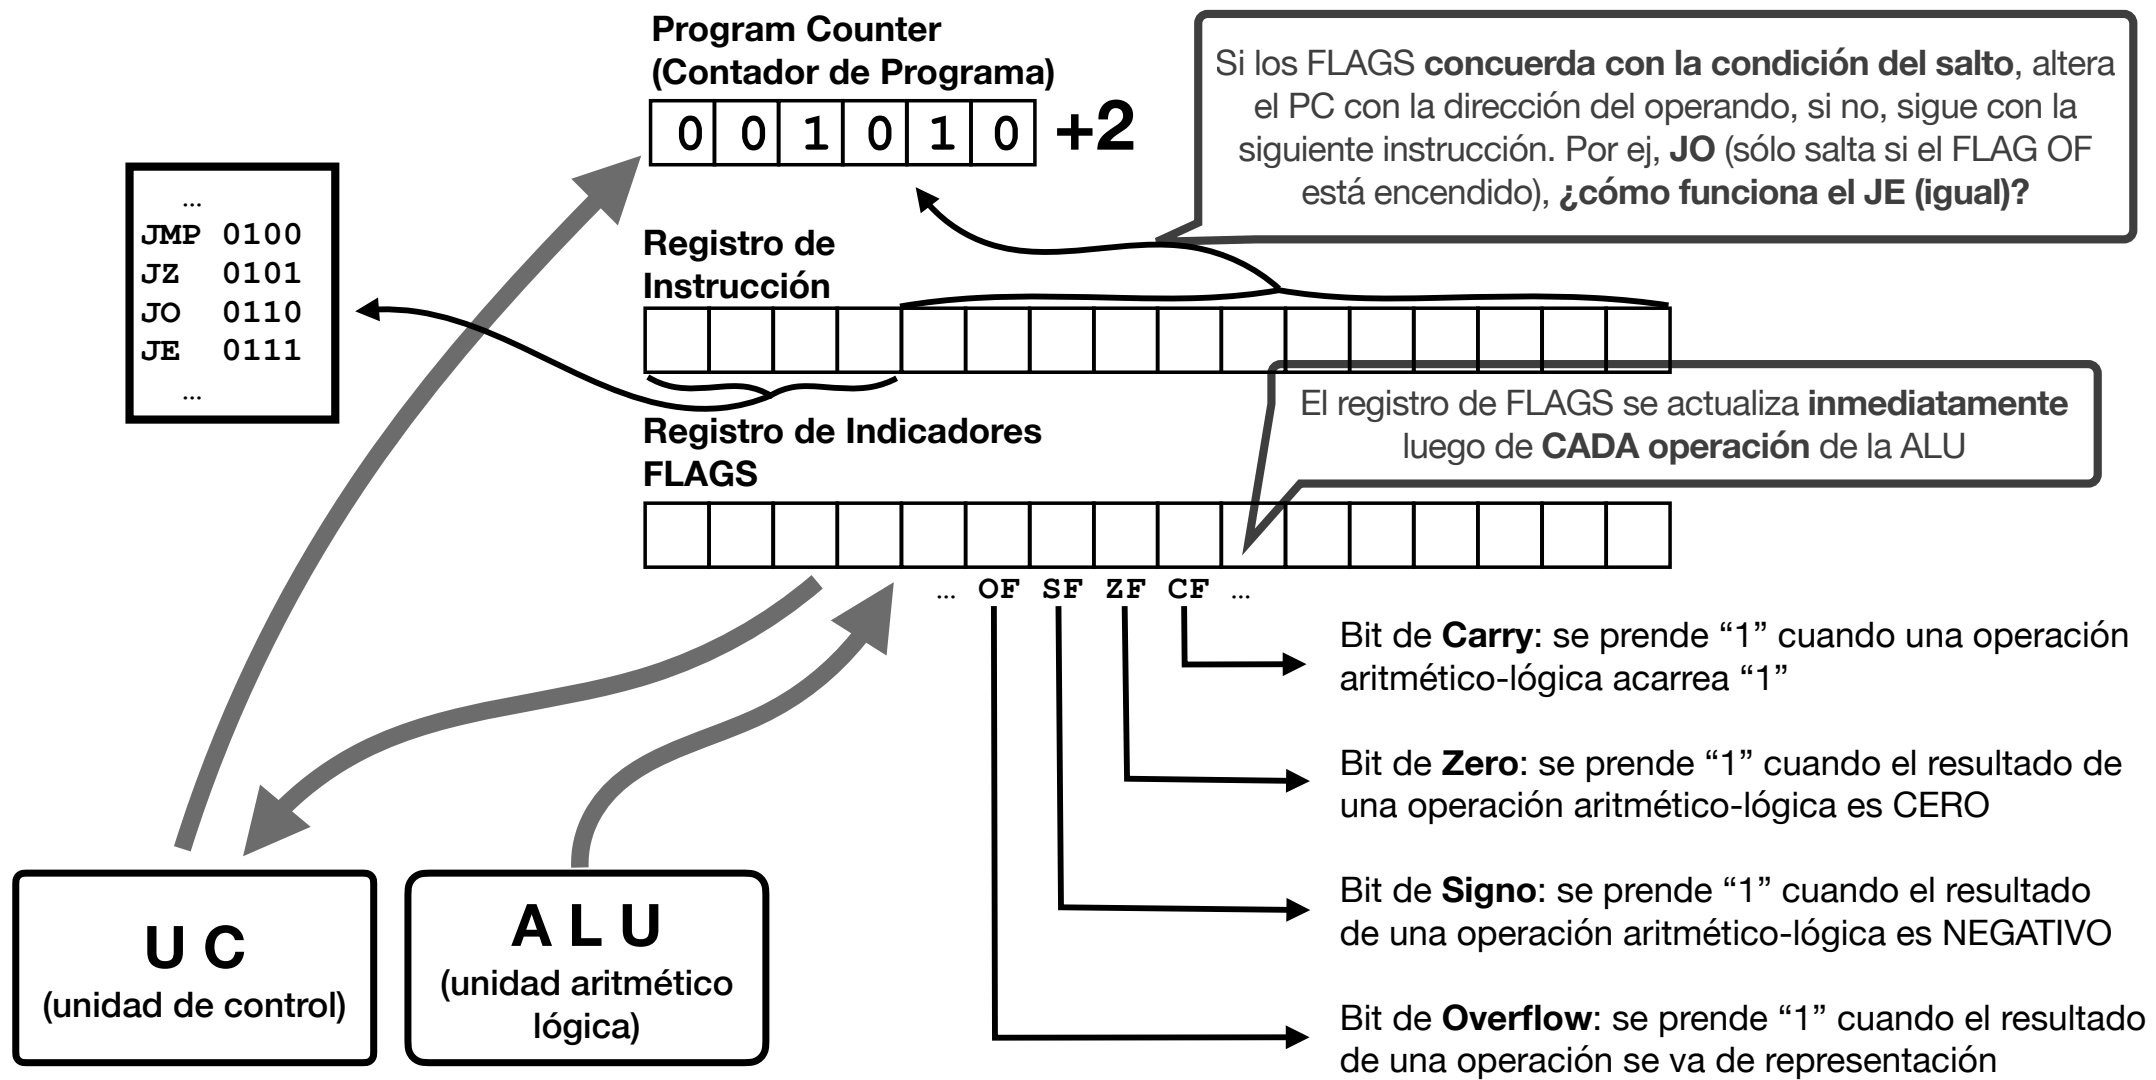 Program Counter
(Contador de Programa)
0 0 1 0 1 0 +2
Si los FLAGS concuerda con la condición del salto, altera
el PC con la dirección del operando, si no, sigue con la
siguiente instrucción. Por ej, JO (sólo salta si el FLAG OF
está encendido), ¿cómo funciona el JE (igual)?
...
JMP 0100
JZ 0101
JO 0110
JE 0111
...
Registro de
Instrucción
El registro de FLAGS se actualiza inmediatamente
luego de CADA operación de la ALU
Registro de Indicadores
FLAGS
... OF SF ZF CF ...
Bit de Carry: se prende “1” cuando una operación
aritmético-lógica acarrea “1”
Bit de Zero: se prende “1” cuando el resultado de
una operación aritmético-lógica es CERO
Bit de Signo: se prende “1” cuando el resultado
de una operación aritmético-lógica es NEGATIVO
Bit de Overflow: se prende “1” cuando el resultado
de una operación se va de representación
U C
(unidad de control)
A L U
(unidad aritmético
lógica)